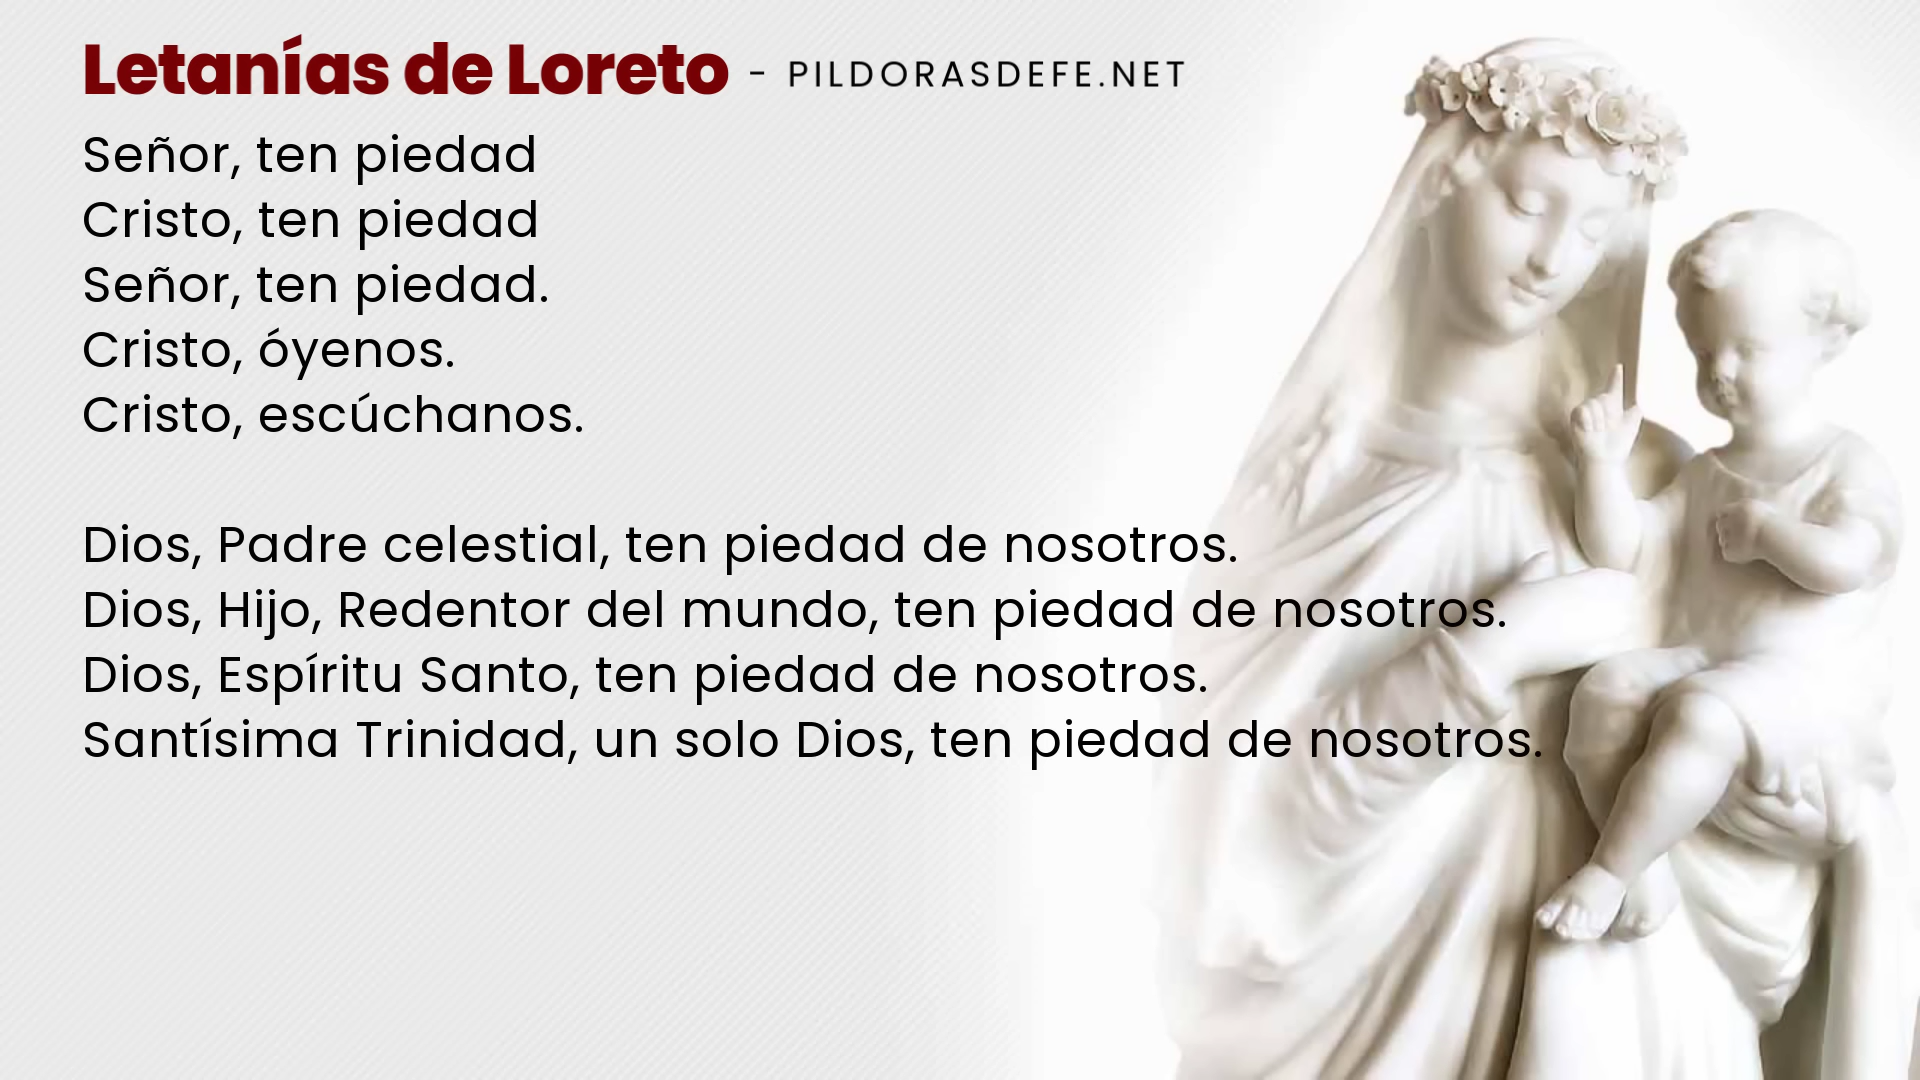 Letanías de Loreto - PILDORASDEFE.NET
Señor, ten piedad
Cristo, ten piedad
Señor, ten piedad.
Cristo, óyenos.
Cristo, escúchanos.
Dios, Padre celestial, ten piedad de nosotros.
Dios, Hijo, Redentor del mundo, ten piedad de nosotros.
Dios, Espíritu Santo, ten piedad de nosotros.
Santísima Trinidad, un solo Dios, ten piedad de nosotros.